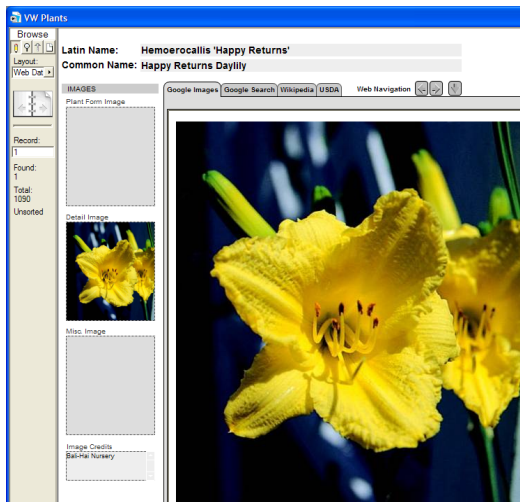 VW Plants
Browse
Layout:
Web Dat
Record:
1
Found:
1
Total:
1090
Unsorted
Latin Name: Hemoerocallis 'Happy Returns'
Common Name: Happy Returns Daylily
IMAGES
Plant Form Image
Detail Image
Misc. Image
Image Credits
Ball-Hai Nursery
Google Images Google Search Wikipedia USDA Web Navigation